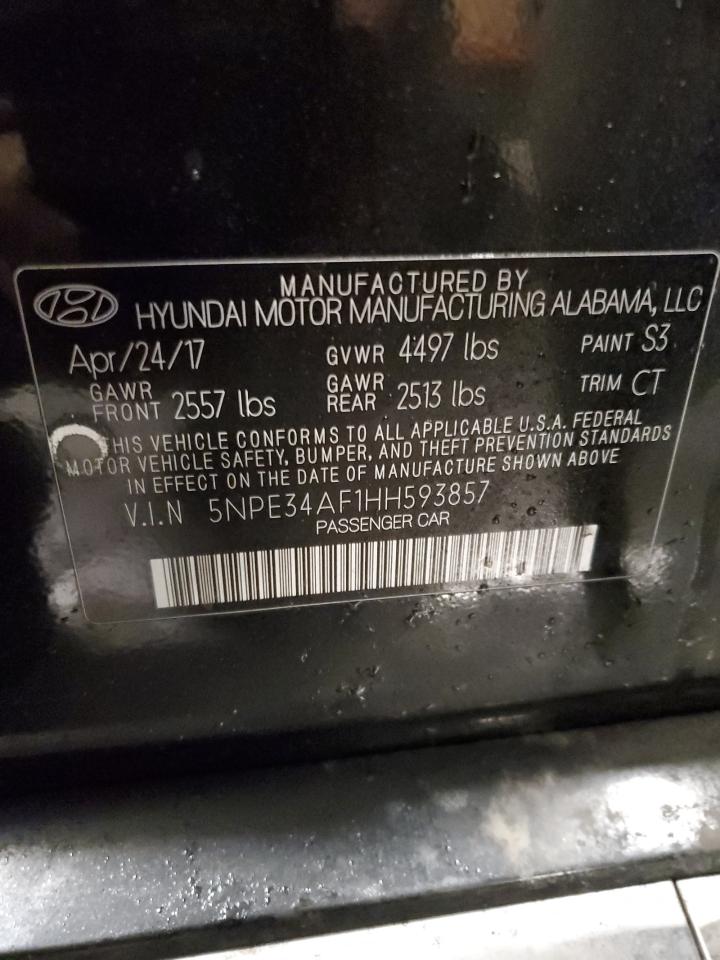 MANUFACTURED BY
HYUNDAI MOTOR MANUFACTURING ALABAMA, LLC
Apr/24/17 GVWR 4497 lbs PAINT S3
GAWR FRONT 2557 lbs GAWR REAR 2513 lbs TRIM CT
THIS VEHICLE CONFORMS TO ALL APPLICABLE U.S.A. FEDERAL
MOTOR VEHICLE SAFETY, BUMPER, AND THEFT PREVENTION STANDARDS
IN EFFECT ON THE DATE OF MANUFACTURE SHOWN ABOVE
V.I.N 5NPE34AF1HH593857
PASSENGER CAR